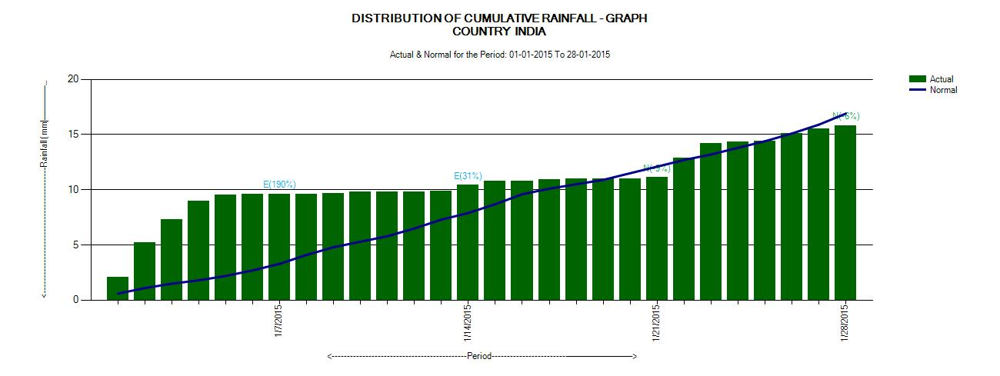 DISTRIBUTION OF CUMULATIVE RAINFALL - GRAPH
COUNTRY INDIA
Actual & Normal for the Period: 01-01-2015 To 28-01-2015
Actual
Normal
20
15
10
5
0
Rainfall(mm)
E(190%)
E(31%)
N(-9%)
N(-6%)
1/7/2015
1/14/2015
1/21/2015
1/28/2015
<----Period---->